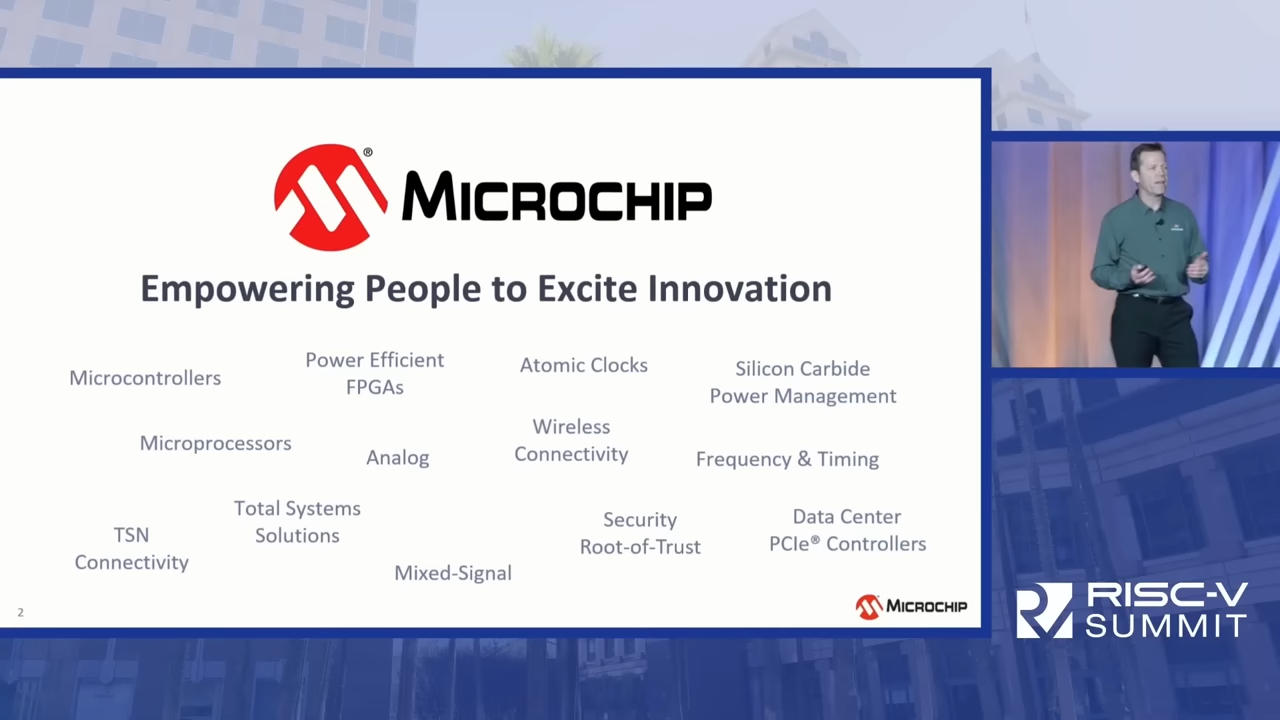 MICROCHIP
®
Empowering People to Excite Innovation
Microcontrollers
Power Efficient
FPGAs
Atomic Clocks
Silicon Carbide
Power Management
Microprocessors
Analog
Wireless
Connectivity
Frequency & Timing
TSN
Connectivity
Total Systems
Solutions
Mixed-Signal
Security
Root-of-Trust
Data Center
PCIe® Controllers
2
MICROCHIP
RISC-V
SUMMIT